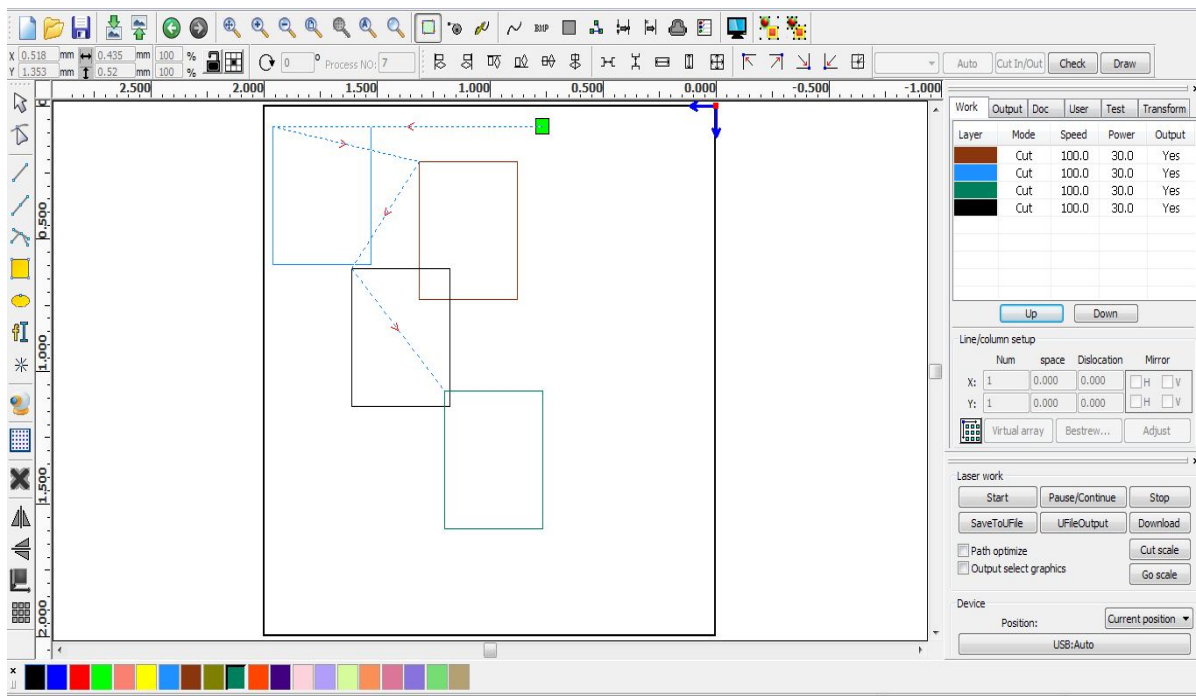 BMP
X 0.518 mm 0.435 mm 100 %
Y 1.353 mm 0.52 mm 100 %
0 ° Process NO: 7
Auto Cut In/Out Check Draw
2.500 2.000 1.500 1.000 0.500 0.000 -0.500 -1.000
0.500
1.000
1.500
2.000
Work Output Doc User Test Transform
Layer Mode Speed Power Output
Cut 100.0 30.0 Yes
Cut 100.0 30.0 Yes
Cut 100.0 30.0 Yes
Cut 100.0 30.0 Yes
Up Down
Line/column setup
Num space Dislocation Mirror
X: 1 0.000 0.000 H V
Y: 1 0.000 0.000 H V
Virtual array Bestrew... Adjust
Laser work
Start Pause/Continue Stop
SaveToUFile UFileOutput Download
Path optimize Cut scale
Output select graphics Go scale
Device
Position: Current position
USB:Auto